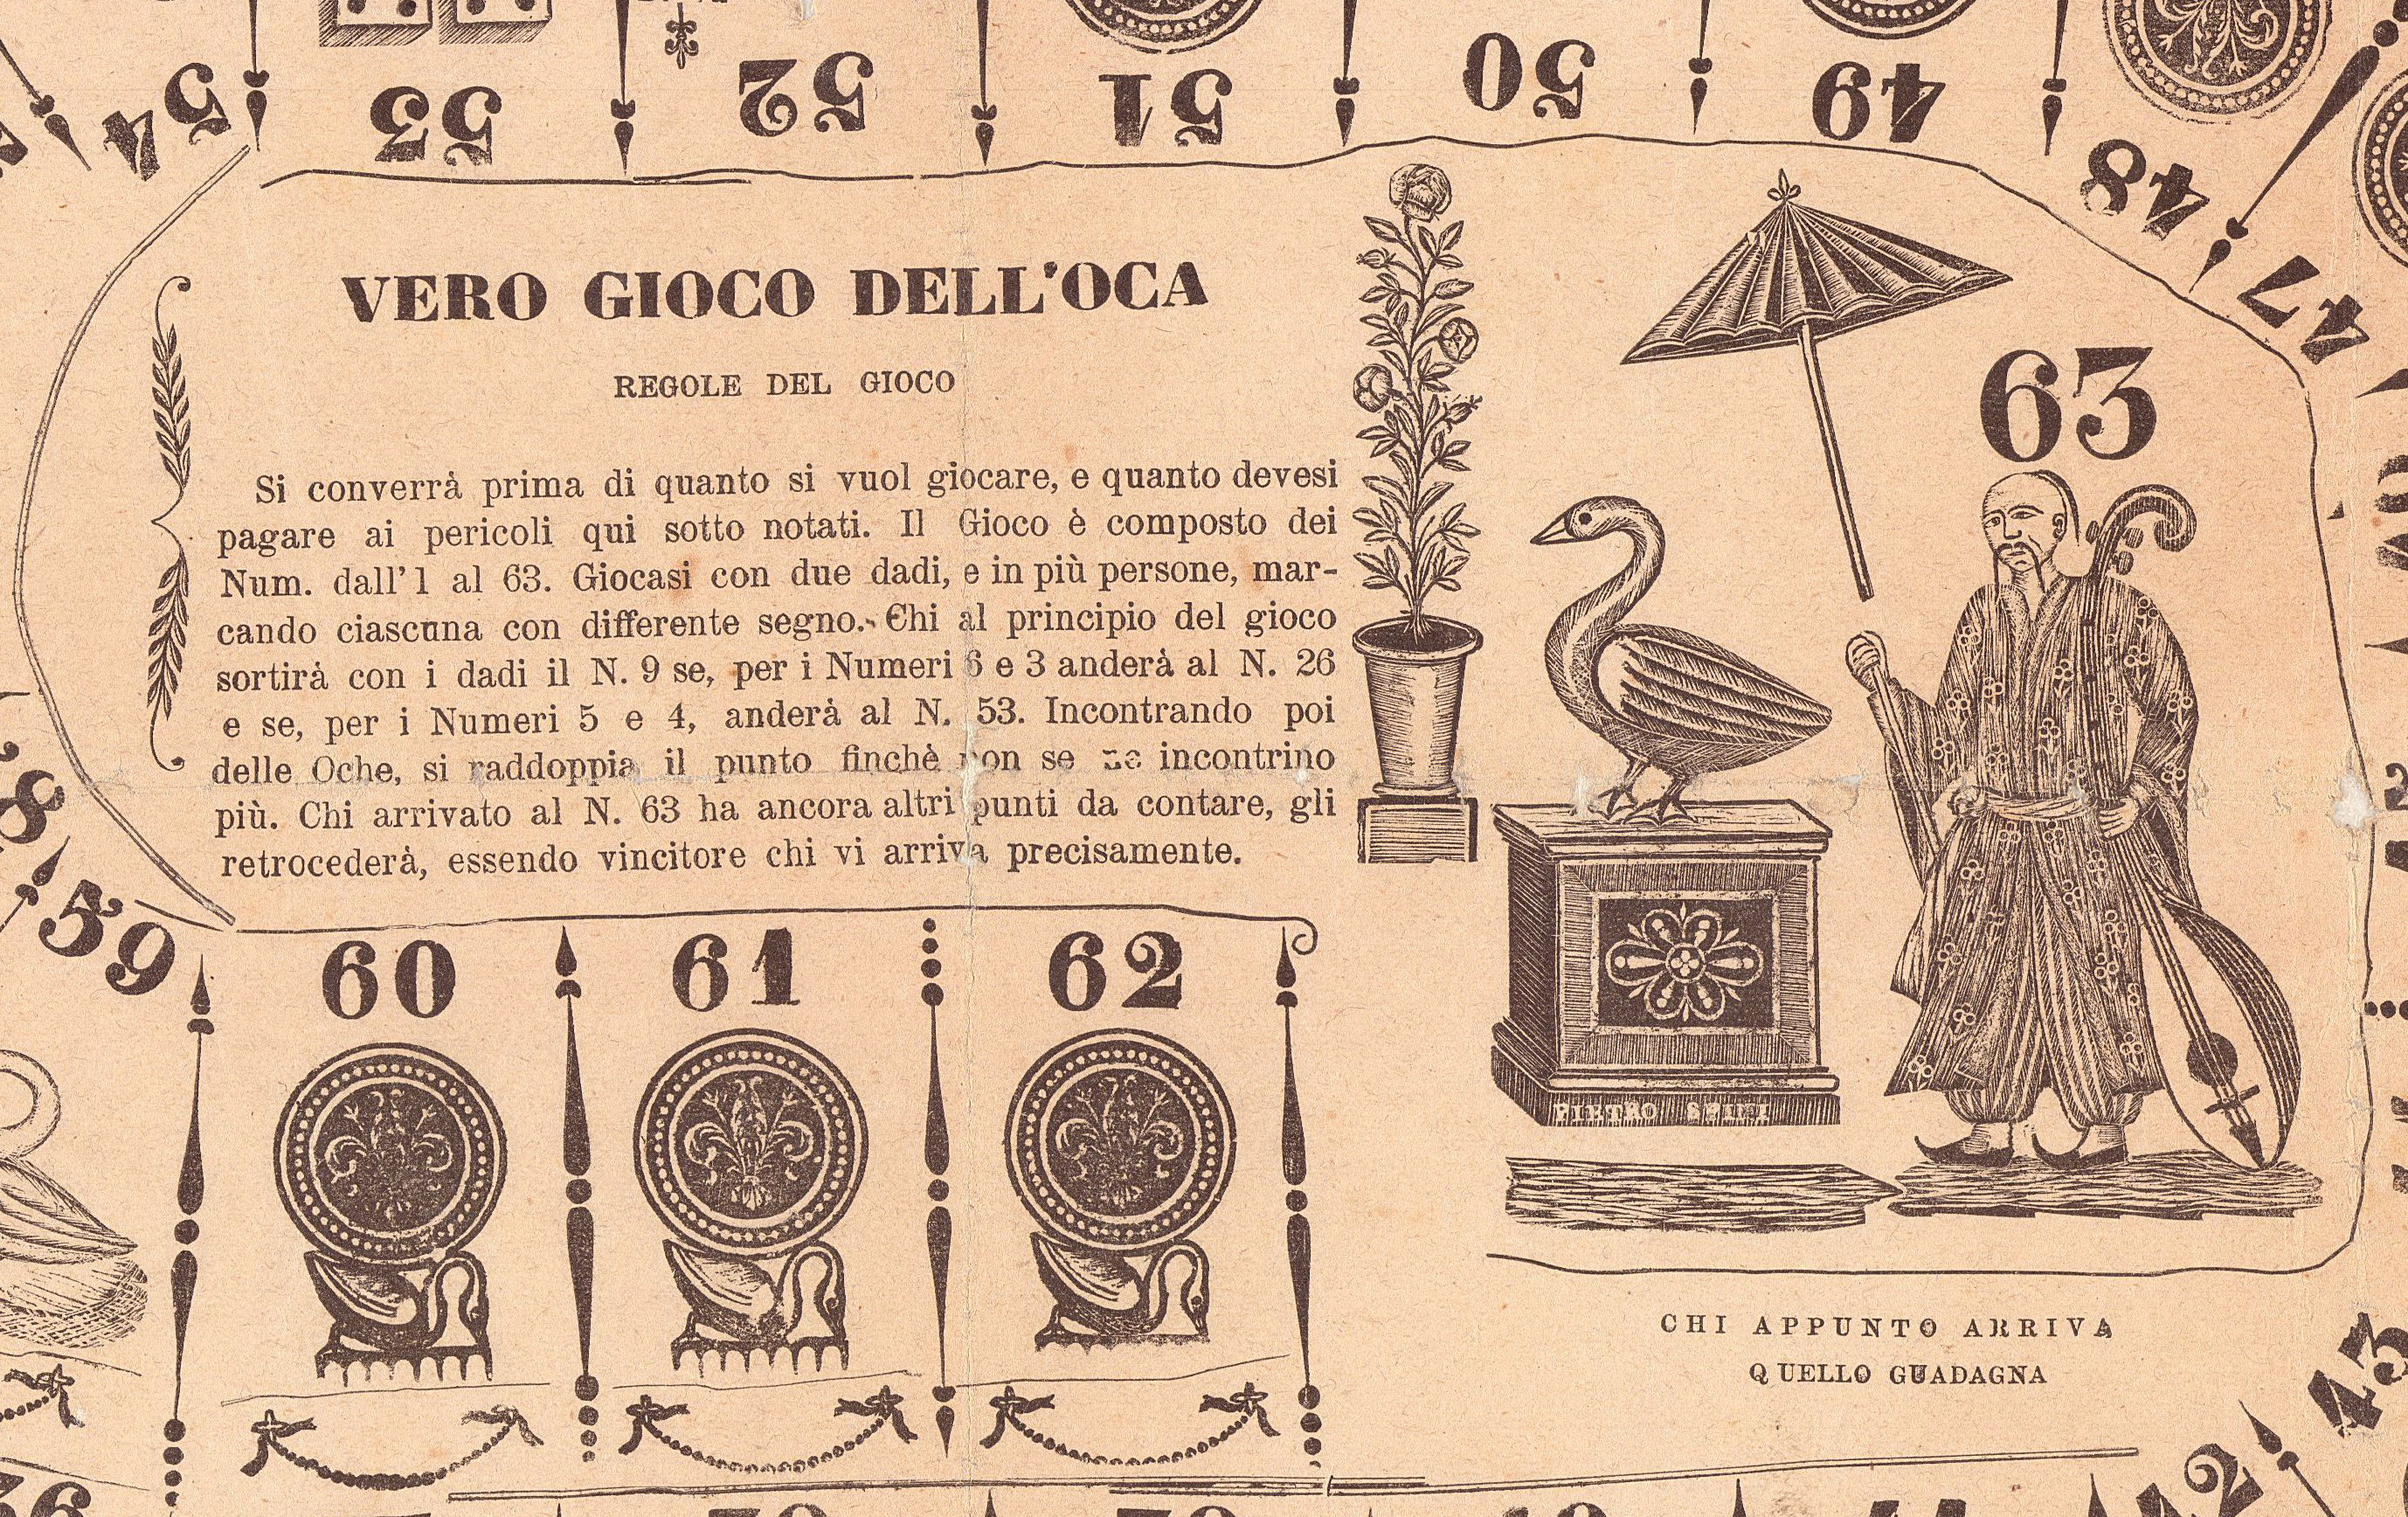 54
53
52
51
50
49
48
47
VERO GIOCO DELL'OCA
REGOLE DEL GIOCO
63
Si converrà prima di quanto si vuol giocare, e quanto devesi
pagare ai pericoli qui sotto notati. Il Gioco è composto dei
Num. dall'1 al 63. Giocasi con due dadi, e in più persone, mar-
cando ciascuna con differente segno. Chi al principio del gioco
sortirà con i dadi il N. 9 se, per i Numeri 6 e 3 anderà al N. 26
e se, per i Numeri 5 e 4, anderà al N. 53. Incontrando poi
delle Oche, si raddoppia il punto finchè non se ne incontrino
più. Chi arrivato al N. 63 ha ancora altri punti da contare, gli
retrocederà, essendo vincitore chi vi arriva precisamente.
59
60
61
62
PIETRO
CHI APPUNTO ARRIVA
QUELLO GUADAGNA
43
42
36